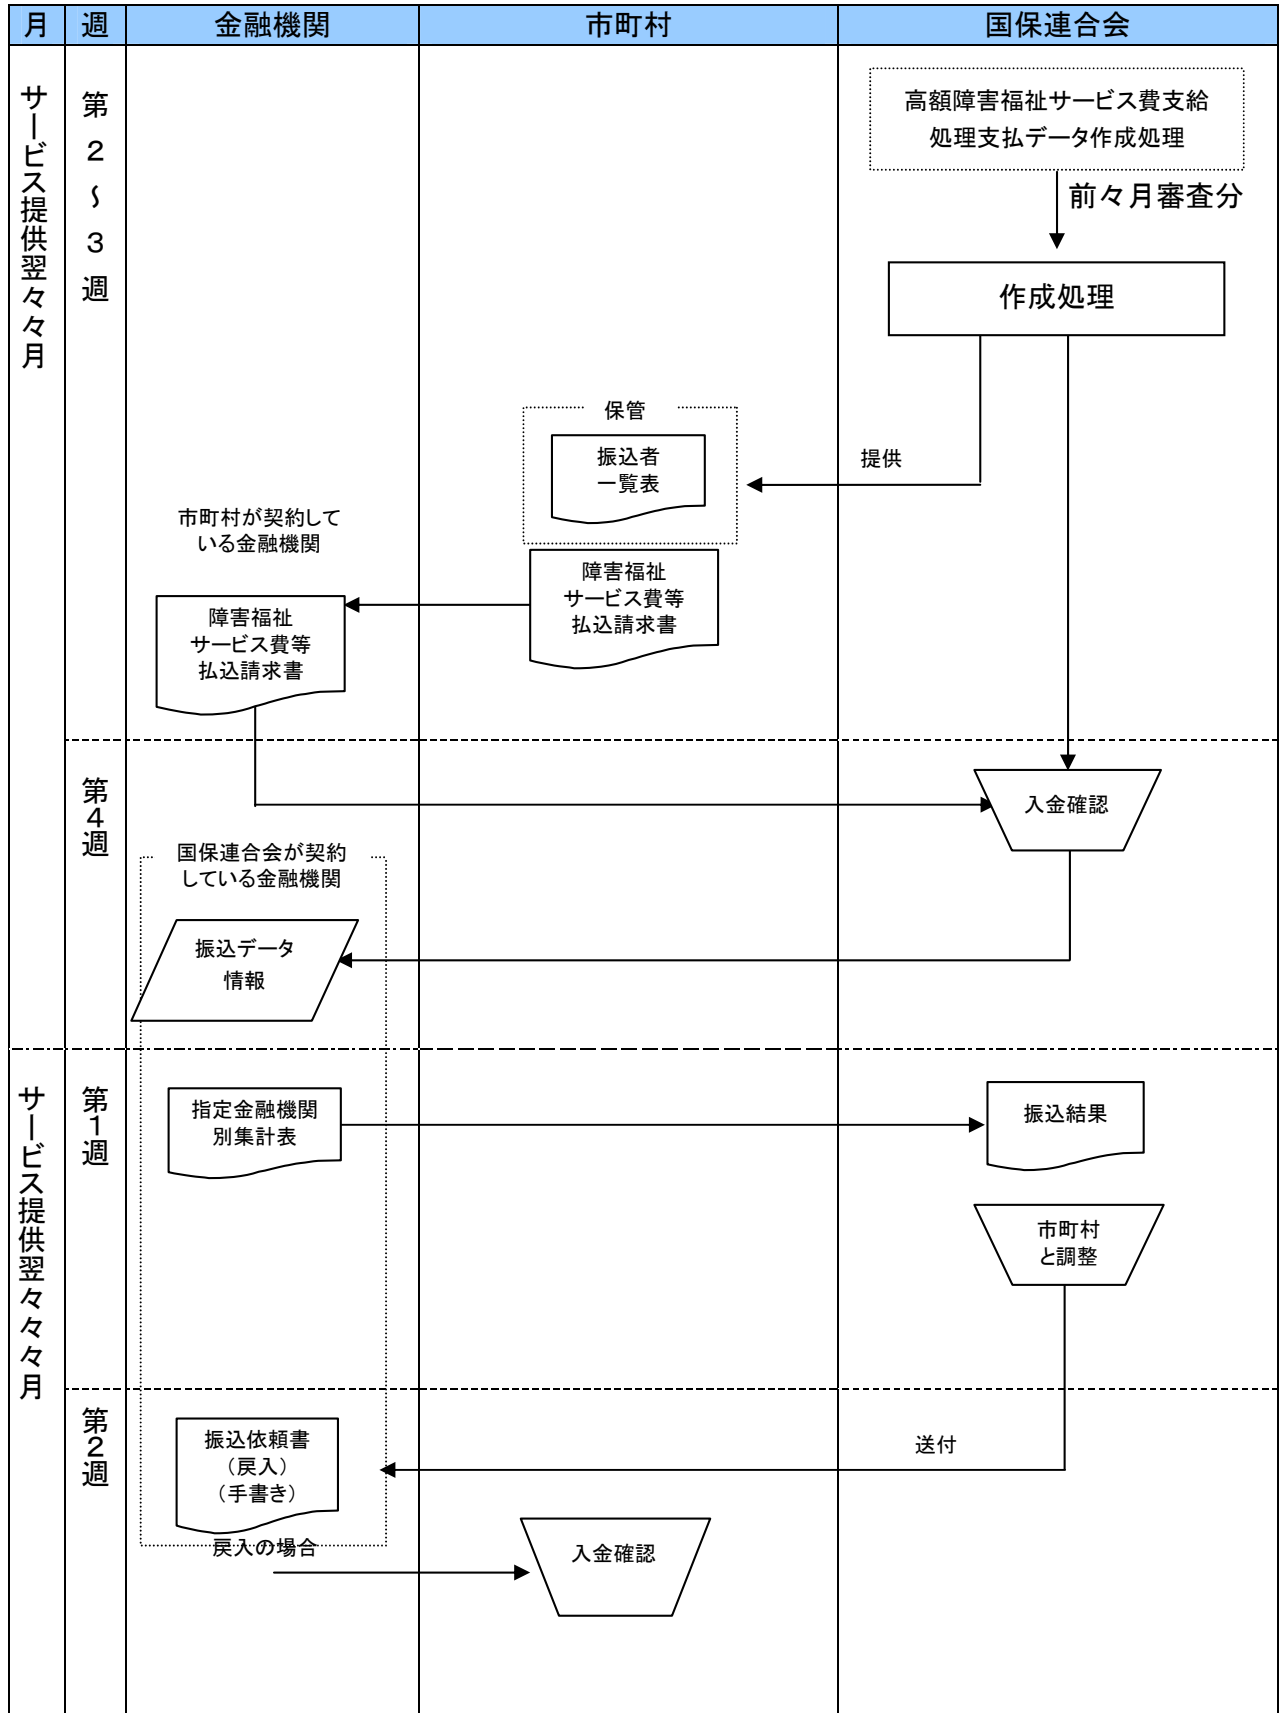 月
週
金融機関
市町村
国保連合会
サービス提供翌々月
第2～3週
高額障害福祉サービス費支給
処理支払データ作成処理
前々月審査分
作成処理
保管
振込者
一覧表
提供
市町村が契約して
いる金融機関
障害福祉
サービス費等
払込請求書
障害福祉
サービス費等
払込請求書
第4週
入金確認
国保連合会が契約
している金融機関
振込データ
情報
サービス提供翌々々月
第1週
指定金融機関
別集計表
振込結果
市町村
と調整
第2週
振込依頼書
（戻入）
（手書き）
送付
戻入の場合
入金確認